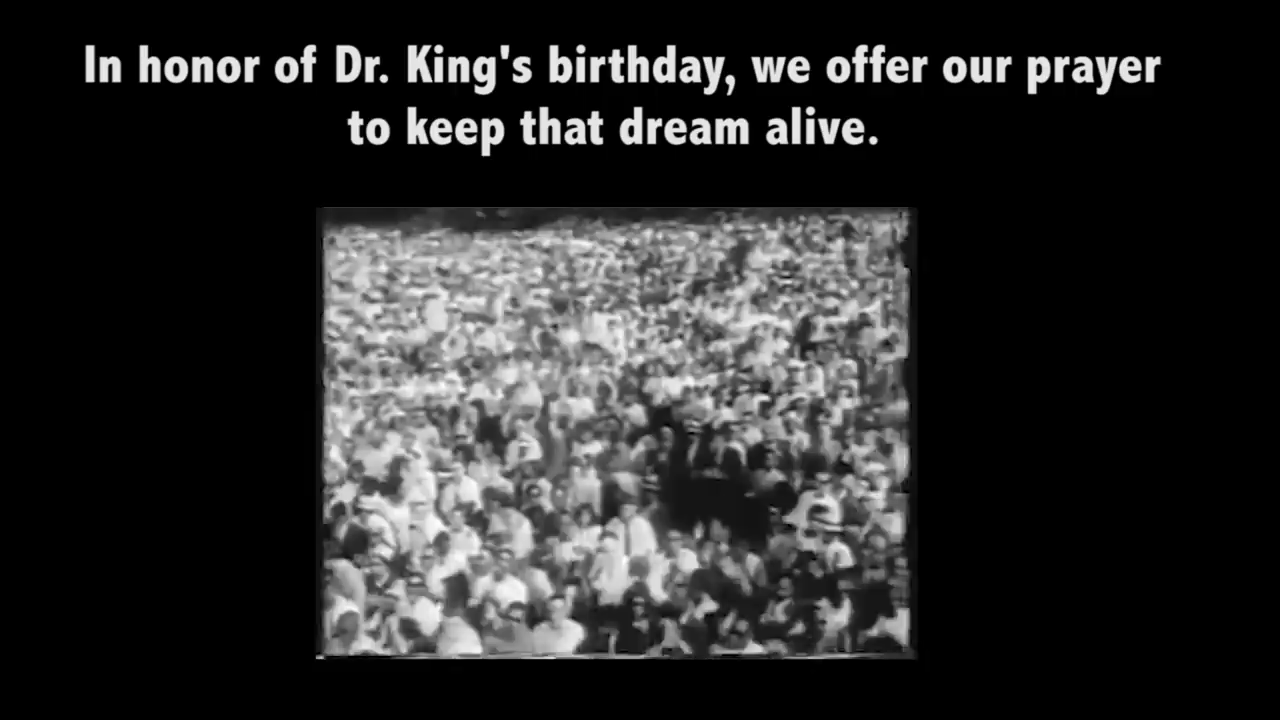 In honor of Dr. King's birthday, we offer our prayer
to keep that dream alive.